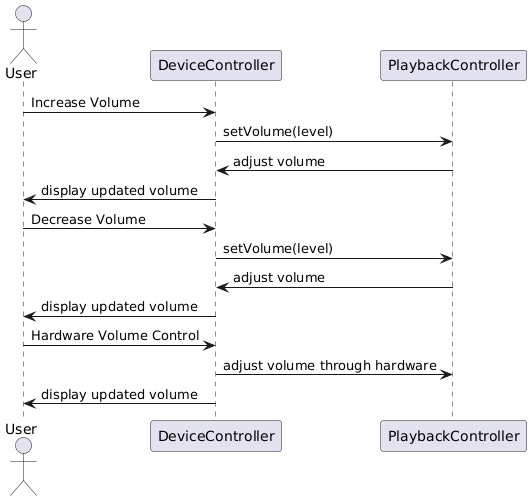 User
DeviceController
PlaybackController
Increase Volume
setVolume(level)
adjust volume
display updated volume
Decrease Volume
setVolume(level)
adjust volume
display updated volume
Hardware Volume Control
adjust volume through hardware
display updated volume
User
DeviceController
PlaybackController